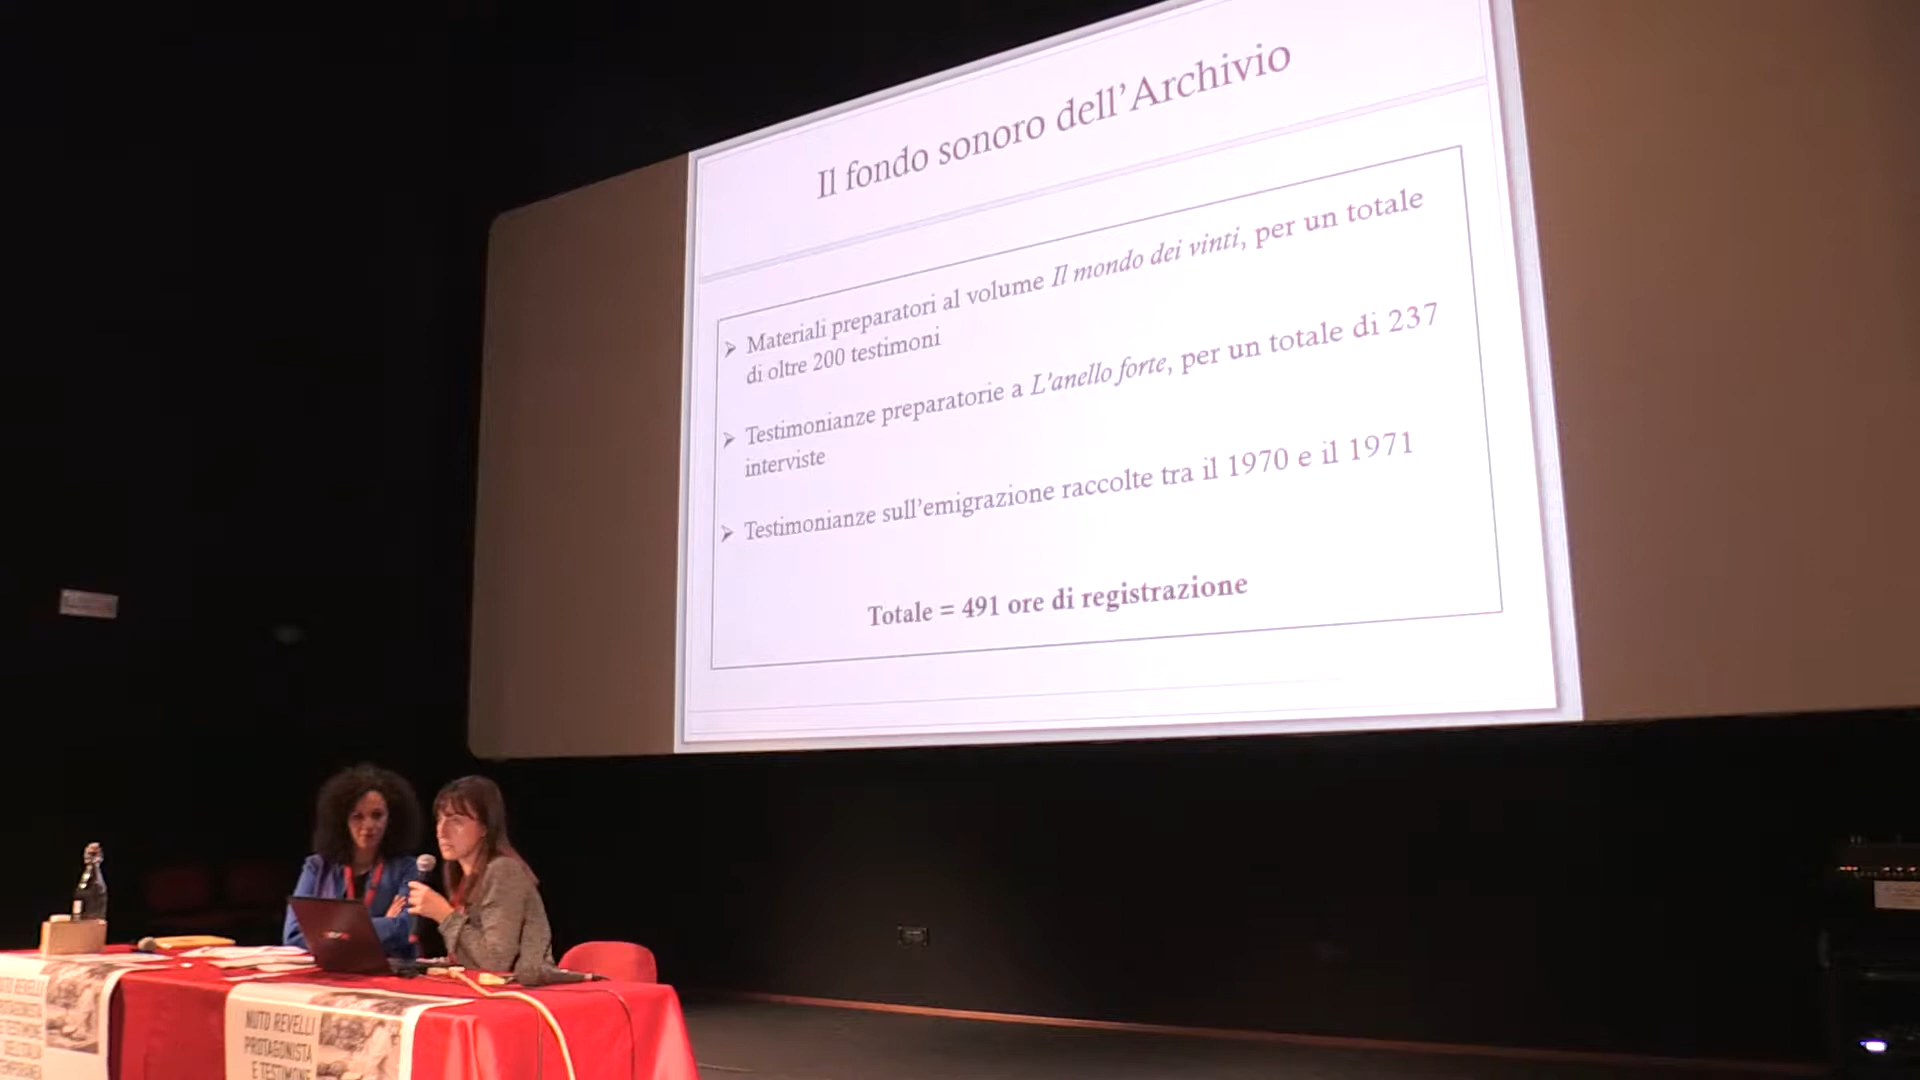 Il fondo sonoro dell’Archivio
➢ Materiali preparatori al volume Il mondo dei vinti, per un totale
di oltre 200 testimoni
➢ Testimonianze preparatorie a L’anello forte, per un totale di 237
interviste
➢ Testimonianze sull’emigrazione raccolte tra il 1970 e il 1971
Totale = 491 ore di registrazione
REVELLI
E TESTIMONE
NUTO REVELLI
PROTAGONISTA
E TESTIMONE